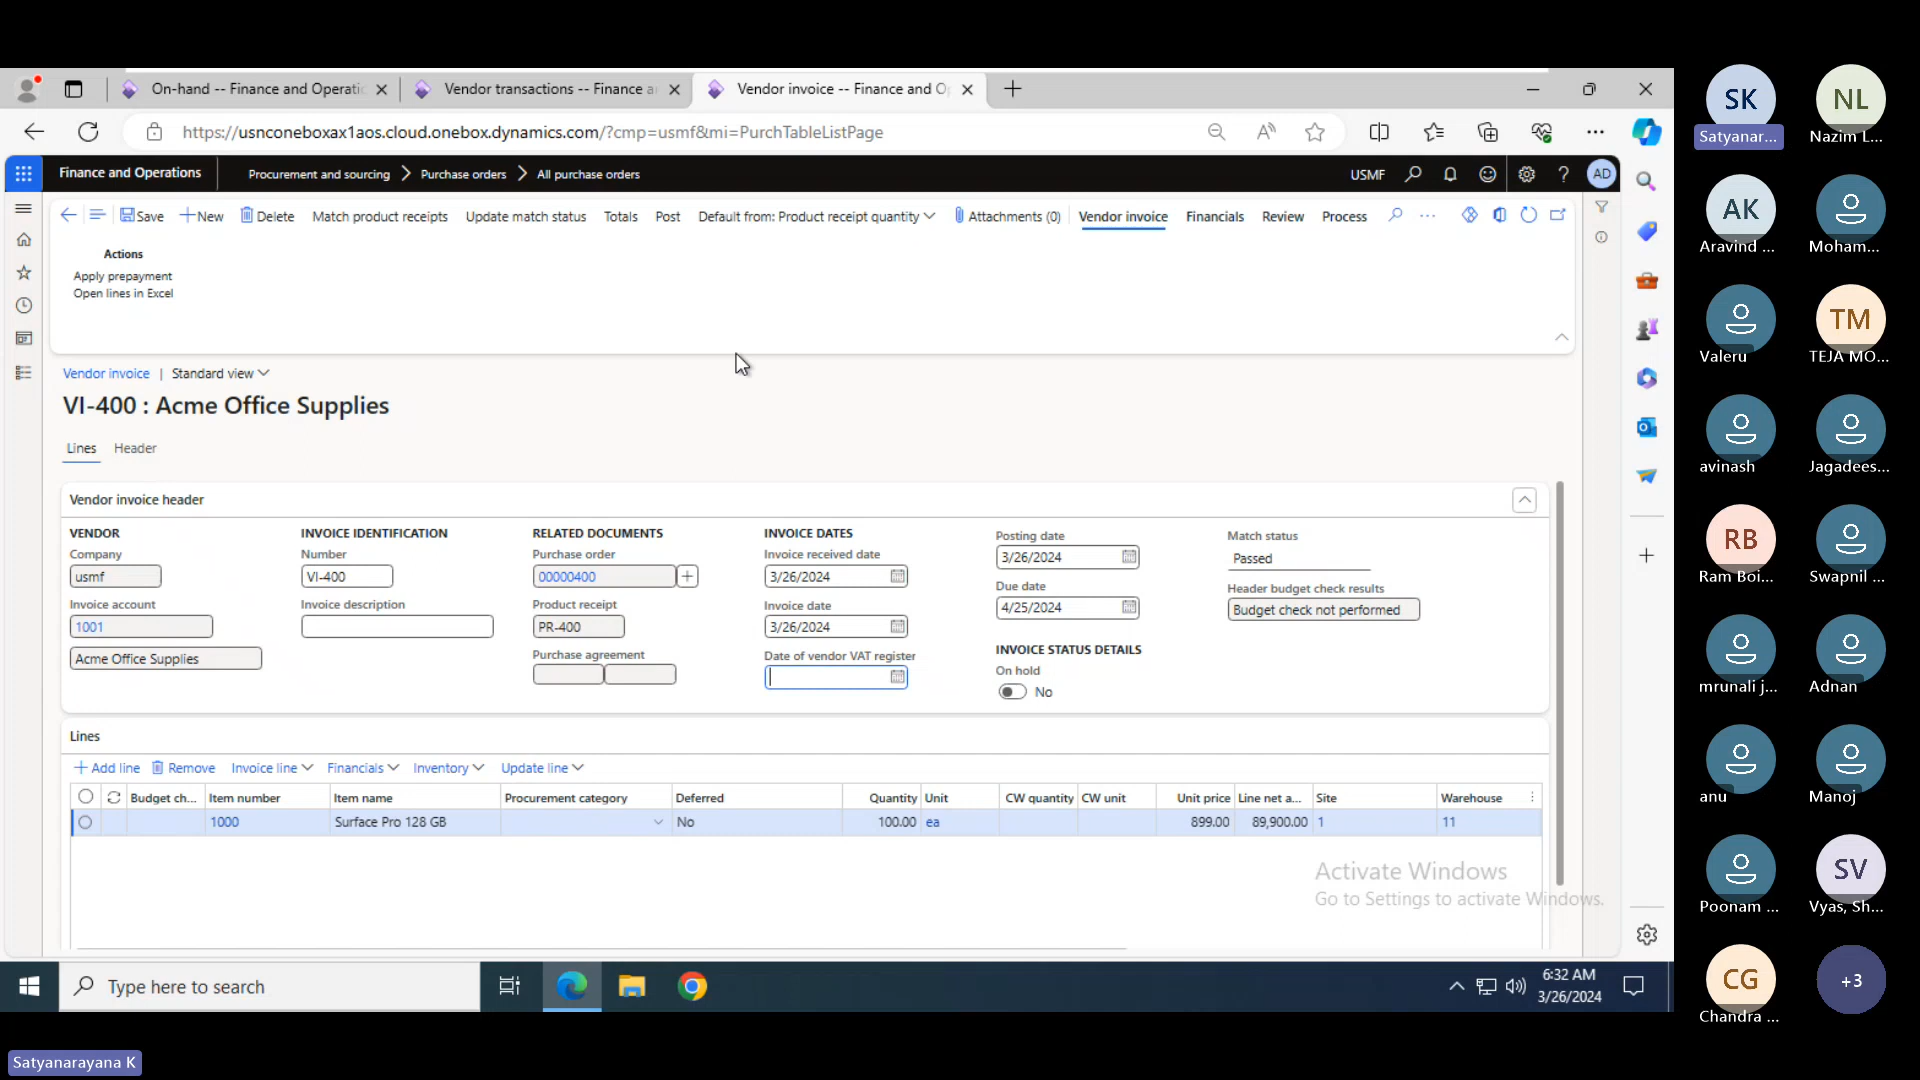 On-hand -- Finance and Operatio
Vendor transactions -- Finance a
Vendor invoice -- Finance and O
https://usnconeboxax1aos.cloud.onebox.dynamics.com/?cmp=usmf&mi=PurchTableListPage
Finance and Operations
Procurement and sourcing
Purchase orders
All purchase orders
USMF
AD
Save
New
Delete
Match product receipts
Update match status
Totals
Post
Default from: Product receipt quantity
Attachments (0)
Vendor invoice
Financials
Review
Process
Actions
Apply prepayment
Open lines in Excel
Vendor invoice | Standard view
VI-400 : Acme Office Supplies
Lines Header
Vendor invoice header
VENDOR
Company
usmf
Invoice account
1001
Acme Office Supplies
INVOICE IDENTIFICATION
Number
VI-400
Invoice description
RELATED DOCUMENTS
Purchase order
00000400
Product receipt
PR-400
Purchase agreement
INVOICE DATES
Invoice received date
3/26/2024
Invoice date
3/26/2024
Date of vendor VAT register
Posting date
3/26/2024
Due date
4/25/2024
INVOICE STATUS DETAILS
On hold
No
Match status
Passed
Header budget check results
Budget check not performed
Lines
Add line Remove Invoice line Financials Inventory Update line
Budget ch... Item number Item name Procurement category Deferred Quantity Unit CW quantity CW unit Unit price Line net a... Site Warehouse
1000 Surface Pro 128 GB No 100.00 ea 899.00 89,900.00 1 11
Activate Windows
Go to Settings to activate Windows.
Type here to search
6:32 AM
3/26/2024
SK
Satyanar...
NL
Nazim L...
AK
Aravind ...
Moham...
Valeru
TM
TEJA MO...
avinash
Jagadees...
RB
Ram Boi...
Swapnil ...
mrunali j...
Adnan
anu
Manoj
Poonam ...
SV
Vyas, Sh...
CG
Chandra ...
+3
Satyanarayana K